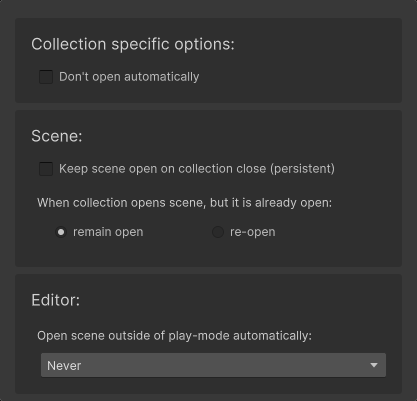 Collection specific options:
Don't open automatically
Scene:
Keep scene open on collection close (persistent)
When collection opens scene, but it is already open:
remain open re-open
Editor:
Open scene outside of play-mode automatically:
Never